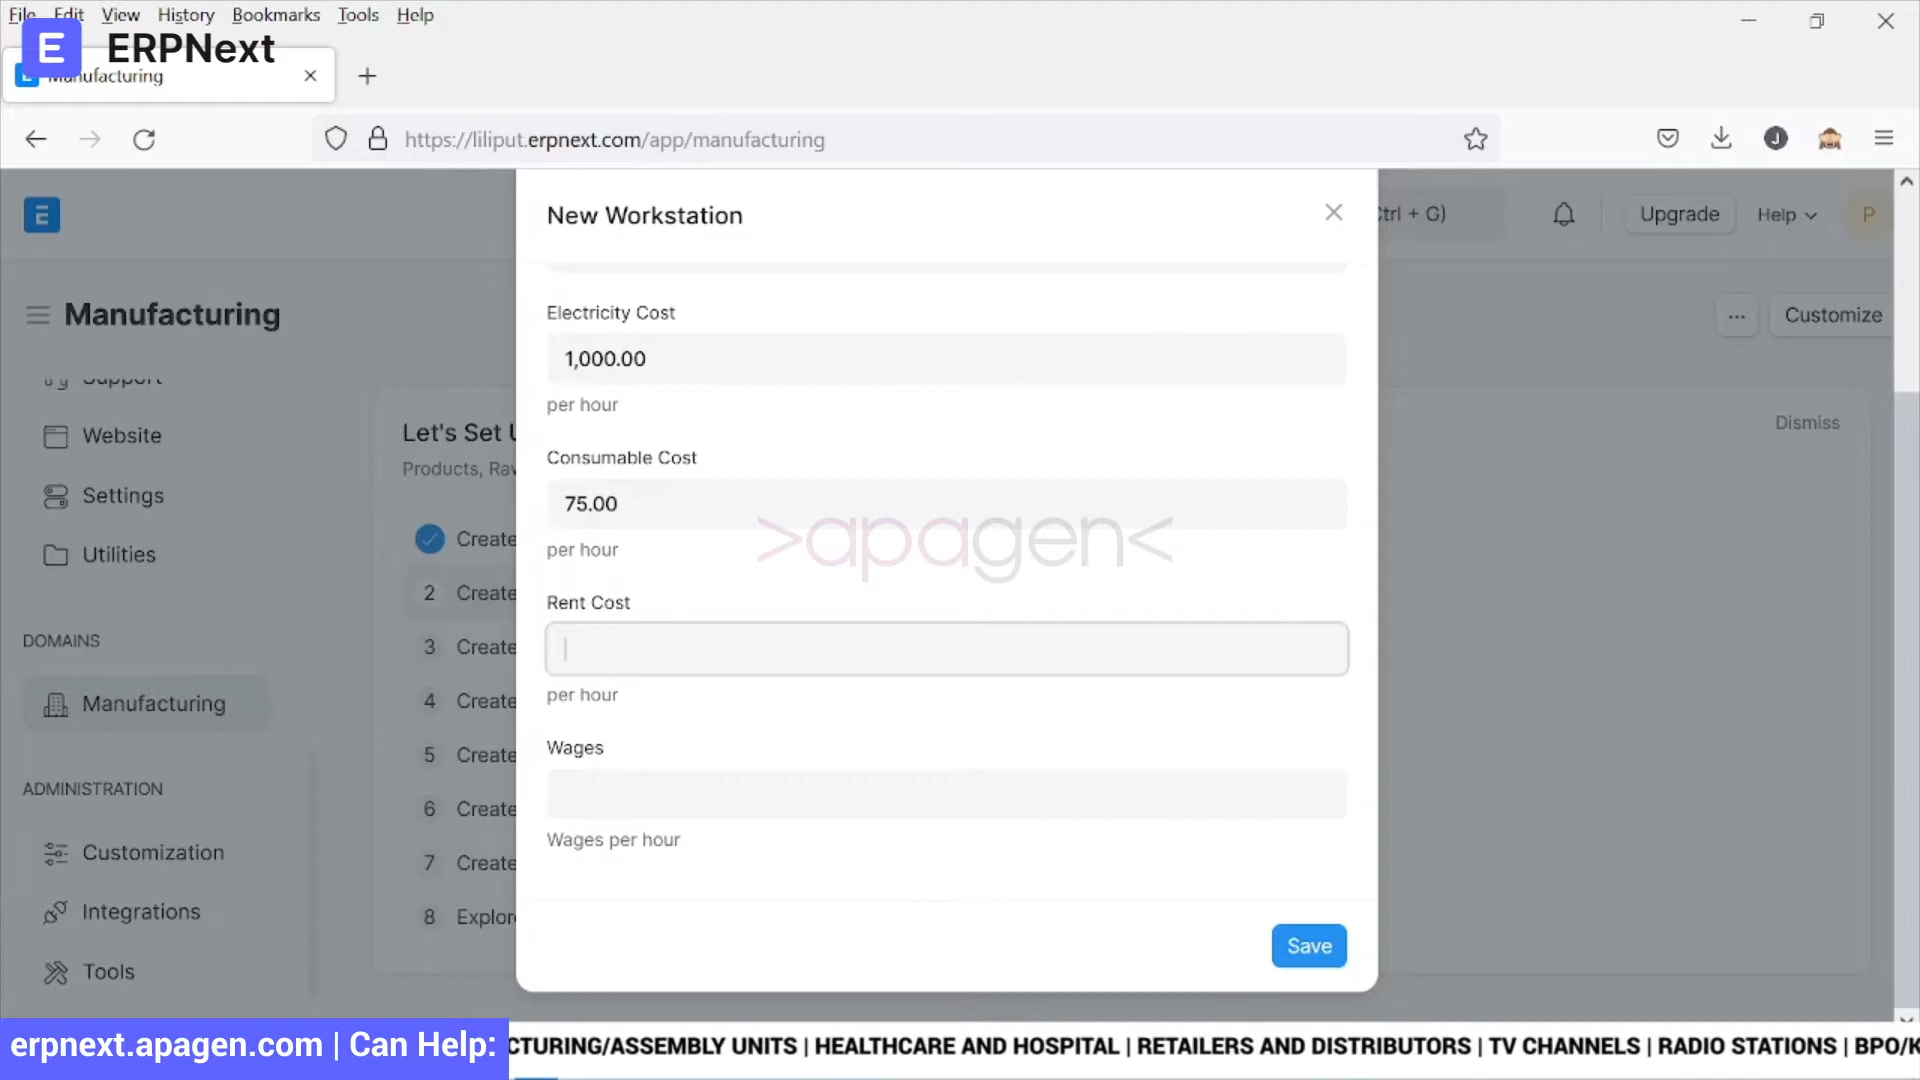 File Edit View History Bookmarks Tools Help
ERPNext
Manufacturing
https://liliput.erpnext.com/app/manufacturing
J
New Workstation
Ctrl + G)
Upgrade
Help
P
Manufacturing
Customize
Support
Website
Settings
Utilities
DOMAINS
Manufacturing
ADMINISTRATION
Customization
Integrations
Tools
Let's Set U
Products, Rav
Dismiss
Create
2 Create
3 Create
4 Create
5 Create
6 Create
7 Create
8 Explor
Electricity Cost
1,000.00
per hour
Consumable Cost
75.00
per hour
>apagen<
Rent Cost
per hour
Wages
Wages per hour
Save
erpnext.apagen.com | Can Help:
CTURING/ASSEMBLY UNITS | HEALTHCARE AND HOSPITAL | RETAILERS AND DISTRIBUTORS | TV CHANNELS | RADIO STATIONS | BPO/K